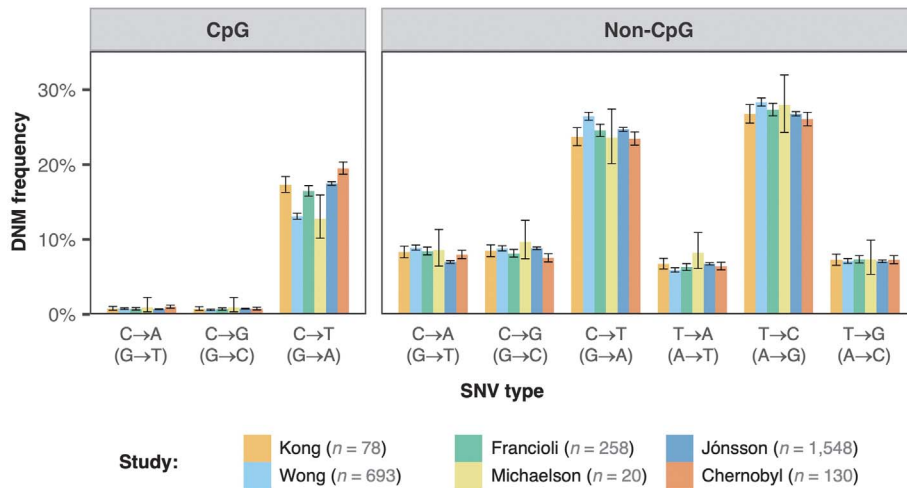 CpG
Non-CpG
DNM frequency
30%
20%
10%
0%
C→A C→G C→T C→A C→G C→T T→A T→C T→G
(G→T) (G→C) (G→A) (G→T) (G→C) (G→A) (A→T) (A→G) (A→C)
SNV type
Study:
Kong (n = 78) Francioli (n = 258) Jónsson (n = 1,548)
Wong (n = 693) Michaelson (n = 20) Chernobyl (n = 130)